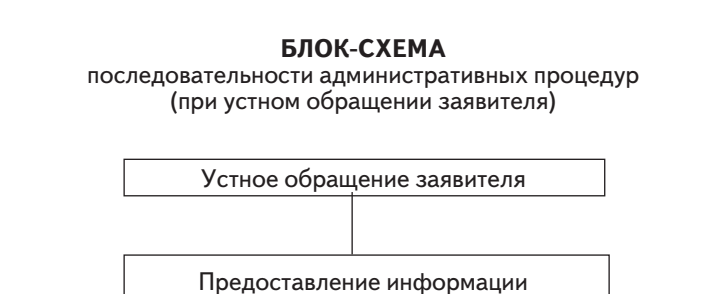 БЛОК-СХЕМА
последовательности административных процедур
(при устном обращении заявителя)
Устное обращение заявителя
Предоставление информации